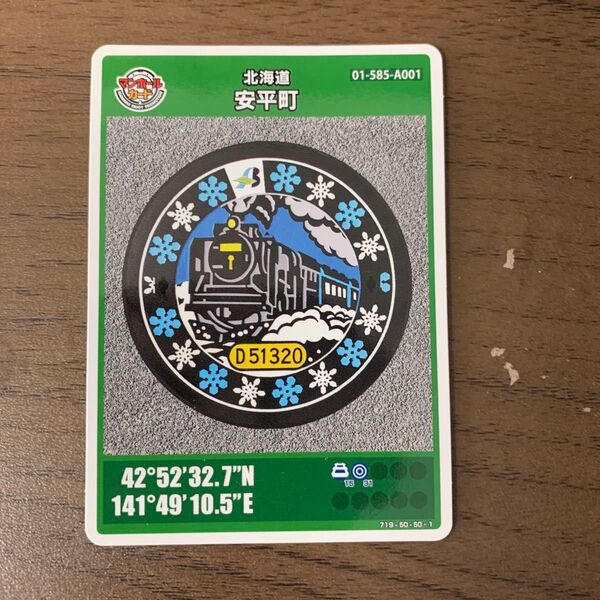 マンホール
カード
北海道
安平町
01-585-A001
D51320
42°52'32.7"N
141°49'10.5"E
15 31
719-50-50-1